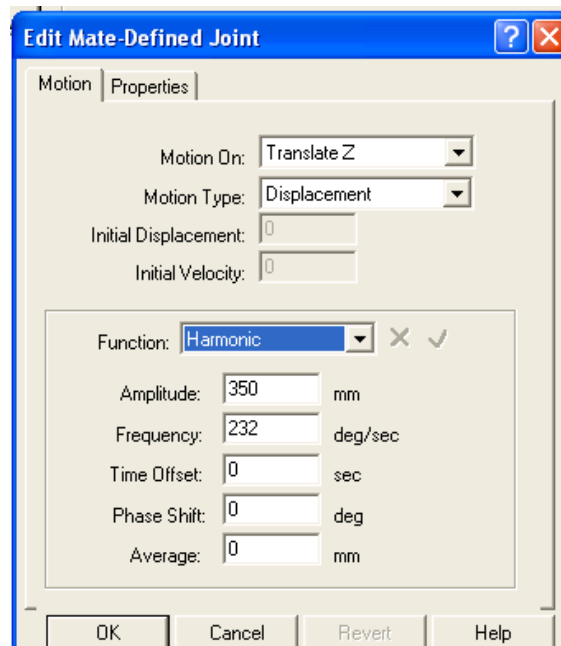 Edit Mate-Defined Joint
Motion Properties
Motion On: Translate Z
Motion Type: Displacement
Initial Displacement: 0
Initial Velocity: 0
Function: Harmonic
Amplitude: 350 mm
Frequency: 232 deg/sec
Time Offset: 0 sec
Phase Shift: 0 deg
Average: 0 mm
OK Cancel Revert Help